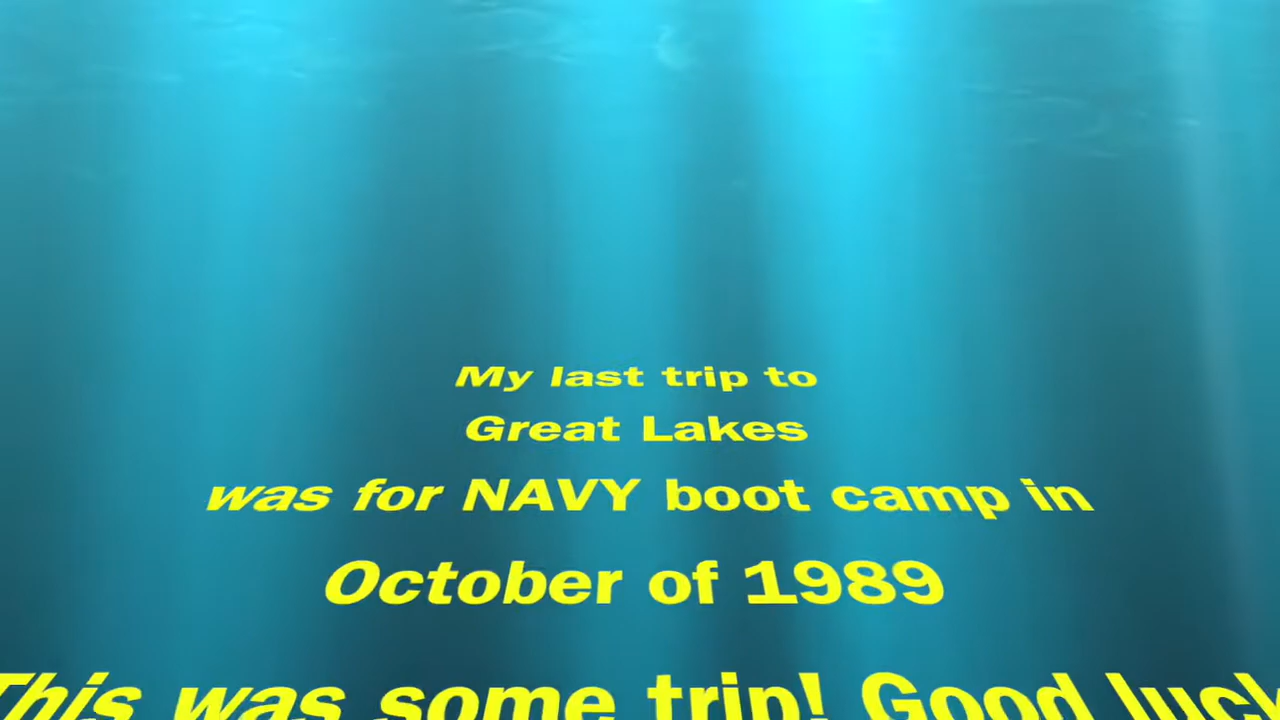 My last trip to
Great Lakes
was for NAVY boot camp in
October of 1989
This was some trip! Good luck